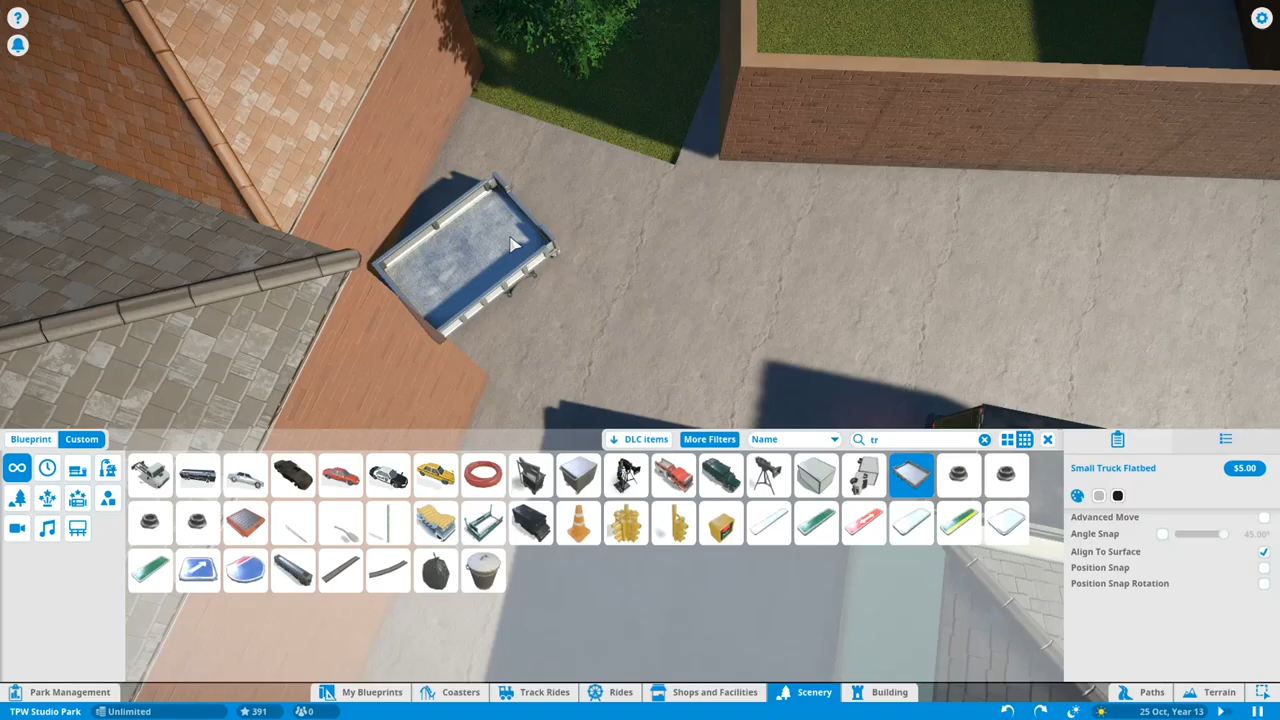 ?
Blueprint Custom
DLC items More Filters Name tr
Small Truck Flatbed $5.00
Advanced Move
Angle Snap 45.00°
Align To Surface
Position Snap
Position Snap Rotation
Park Management My Blueprints Coasters Track Rides Rides Shops and Facilities Scenery Building Paths Terrain
TPW Studio Park Unlimited 391 0 25 Oct, Year 13